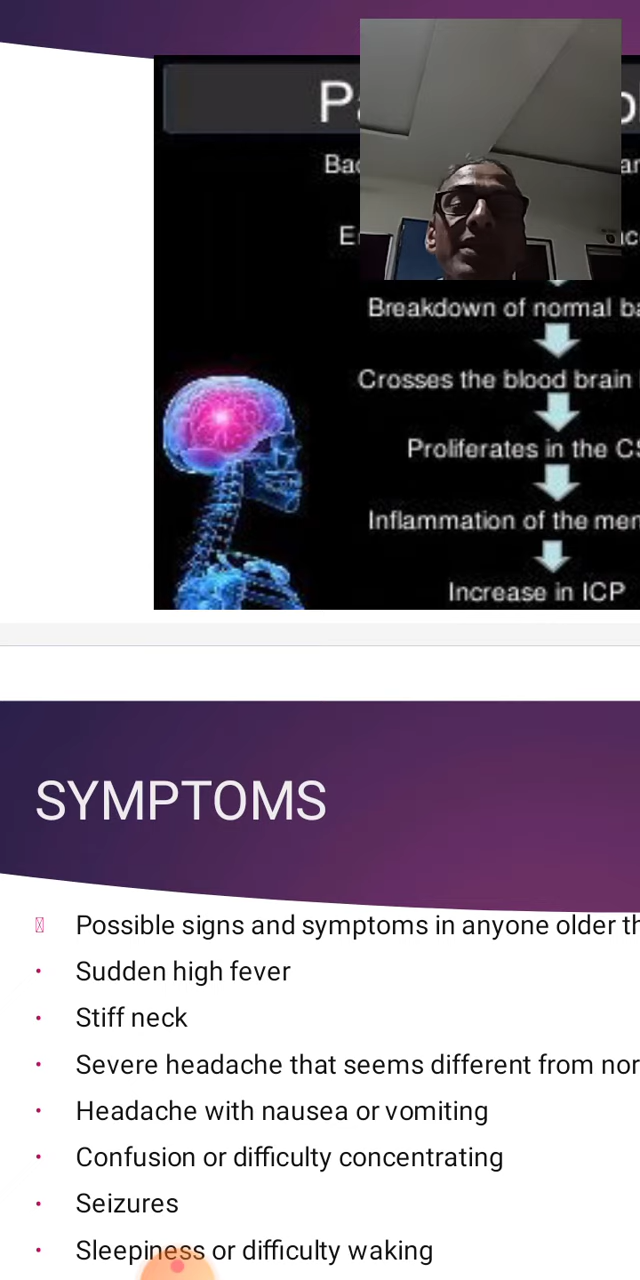 Breakdown of normal
Crosses the blood brain
Proliferates in the
Inflammation of the
Increase in ICP
SYMPTOMS
Possible signs and symptoms in anyone older
• Sudden high fever
• Stiff neck
• Severe headache that seems different from
• Headache with nausea or vomiting
• Confusion or difficulty concentrating
• Seizures
• Sleepiness or difficulty waking